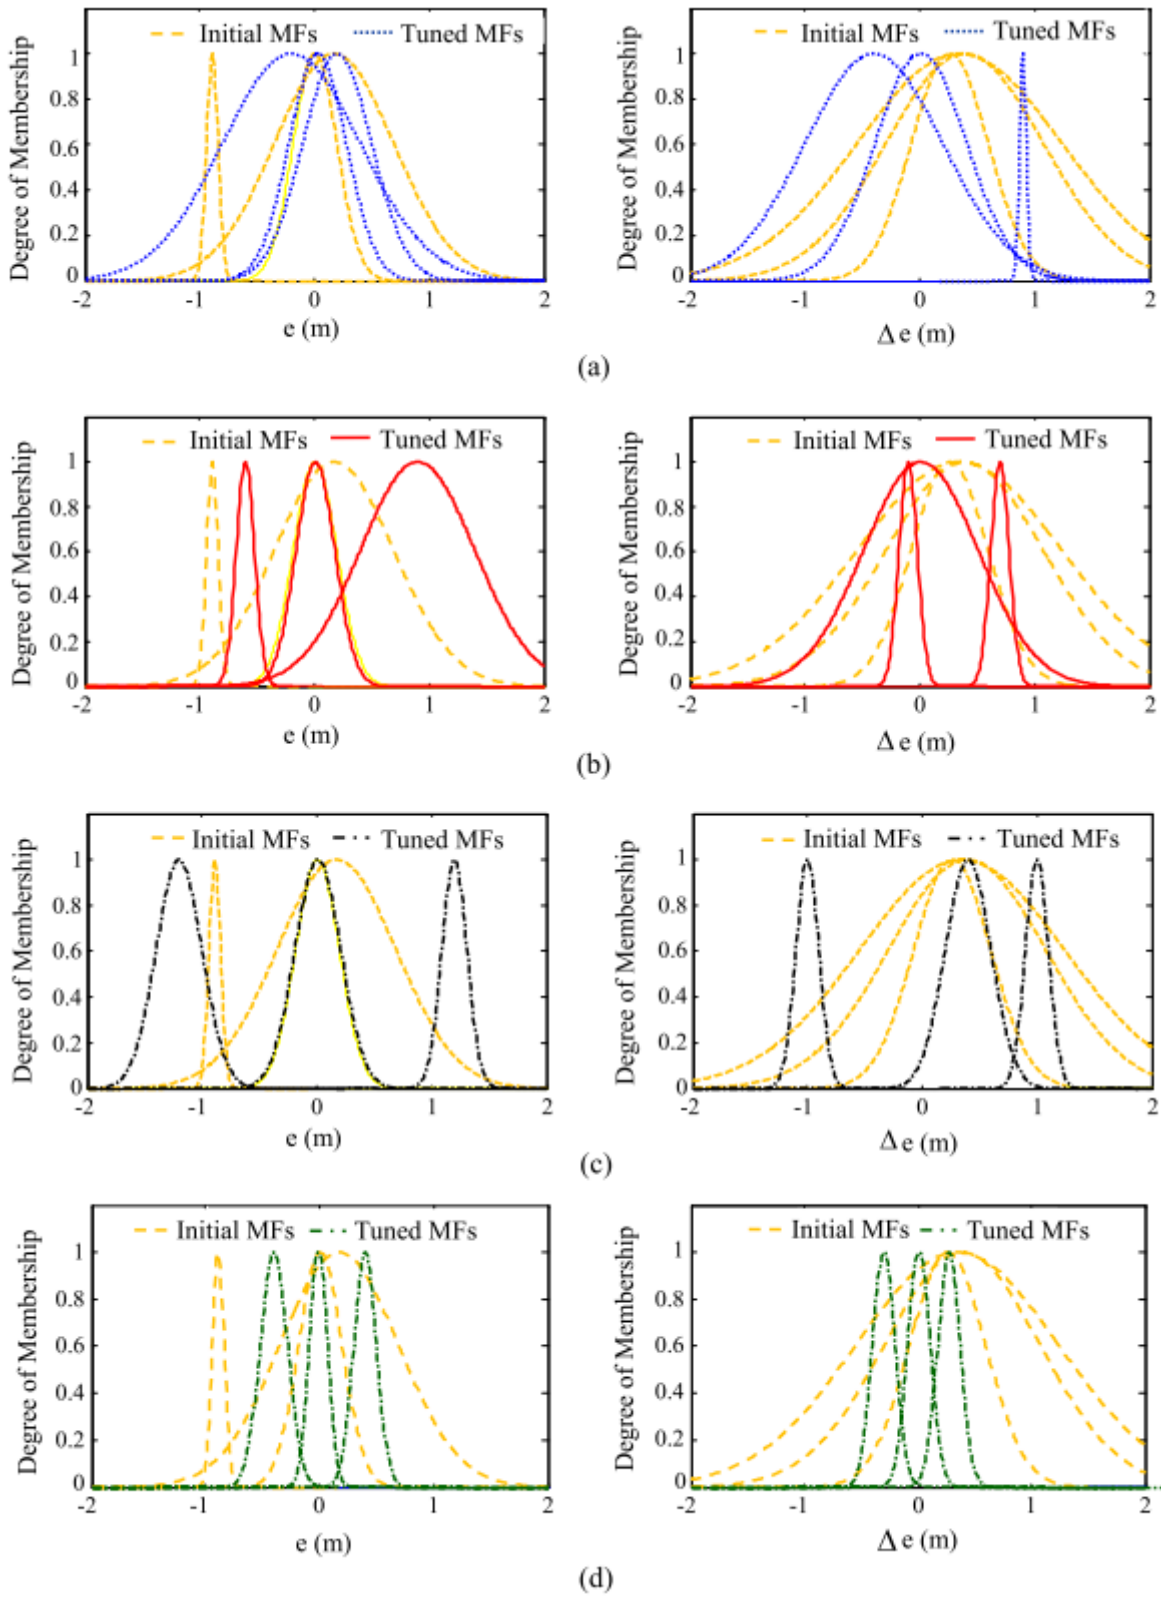 Initial MFs Tuned MFs
Degree of Membership
1
0.8
0.6
0.4
0.2
0
-2 -1 0 1 2
e (m)
Initial MFs Tuned MFs
Degree of Membership
1
0.8
0.6
0.4
0.2
0
-2 -1 0 1 2
Δ e (m)
(a)
Initial MFs Tuned MFs
Degree of Membership
1
0.8
0.6
0.4
0.2
0
-2 -1 0 1 2
e (m)
Initial MFs Tuned MFs
Degree of Membership
1
0.8
0.6
0.4
0.2
0
-2 -1 0 1 2
Δ e (m)
(b)
Initial MFs Tuned MFs
Degree of Membership
1
0.8
0.6
0.4
0.2
0
-2 -1 0 1 2
e (m)
Initial MFs Tuned MFs
Degree of Membership
1
0.8
0.6
0.4
0.2
0
-2 -1 0 1 2
Δ e (m)
(c)
Initial MFs Tuned MFs
Degree of Membership
1
0.8
0.6
0.4
0.2
0
-2 -1 0 1 2
e (m)
Initial MFs Tuned MFs
Degree of Membership
1
0.8
0.6
0.4
0.2
0
-2 -1 0 1 2
Δ e (m)
(d)